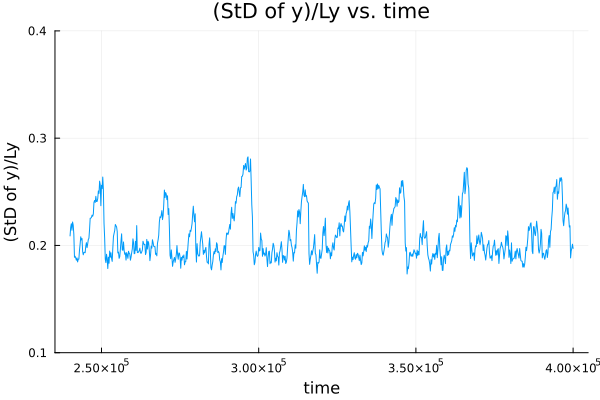 (StD of y)/Ly vs. time
(StD of y)/Ly
0.4
0.3
0.2
0.1
2.50×10⁵ 3.00×10⁵ 3.50×10⁵ 4.00×10⁵
time